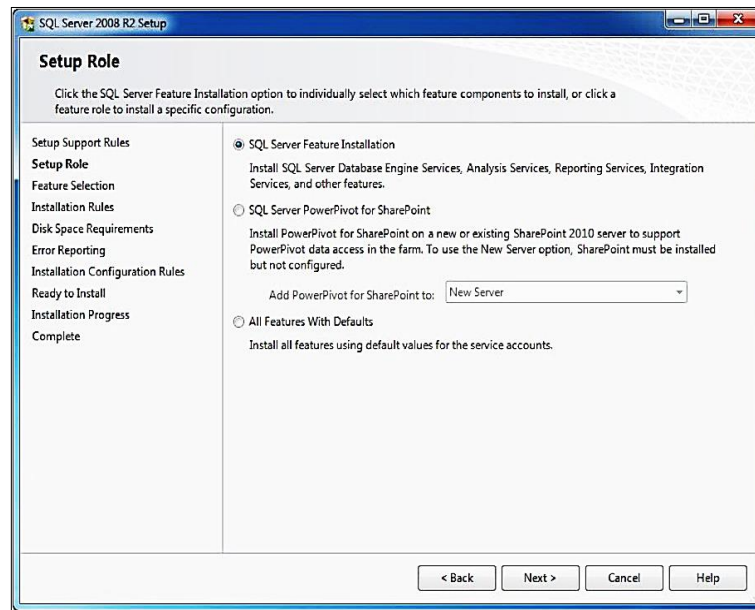 SQL Server 2008 R2 Setup
Setup Role
Click the SQL Server Feature Installation option to individually select which feature components to install, or click a
feature role to install a specific configuration.
Setup Support Rules
Setup Role
Feature Selection
Installation Rules
Disk Space Requirements
Error Reporting
Installation Configuration Rules
Ready to Install
Installation Progress
Complete
SQL Server Feature Installation
Install SQL Server Database Engine Services, Analysis Services, Reporting Services, Integration
Services, and other features.
SQL Server PowerPivot for SharePoint
Install PowerPivot for SharePoint on a new or existing SharePoint 2010 server to support
PowerPivot data access in the farm. To use the New Server option, SharePoint must be installed
but not configured.
Add PowerPivot for SharePoint to: New Server
All Features With Defaults
Install all features using default values for the service accounts.
< Back Next > Cancel Help